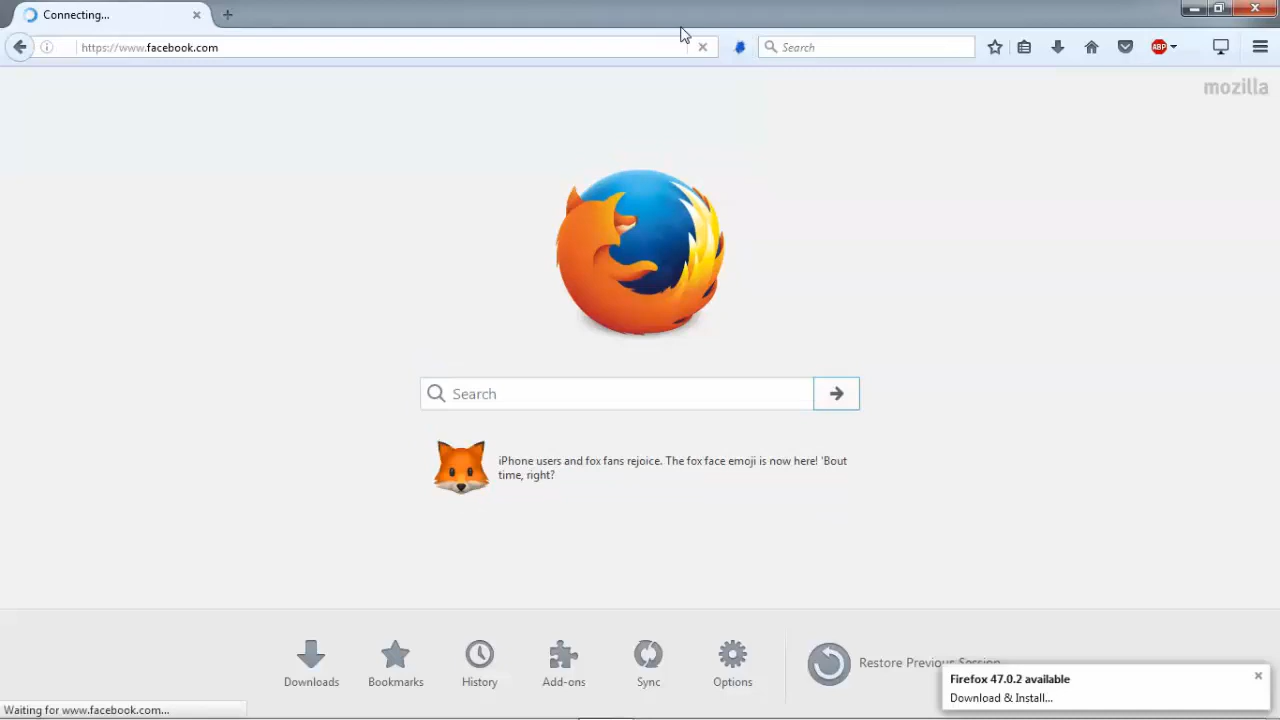 Connecting...
https://www.facebook.com
Search
ABP
mozilla
Search
iPhone users and fox fans rejoice. The fox face emoji is now here! 'Bout
time, right?
Downloads
Bookmarks
History
Add-ons
Sync
Options
Restore Previous Session
Firefox 47.0.2 available
Download & Install...
Waiting for www.facebook.com...